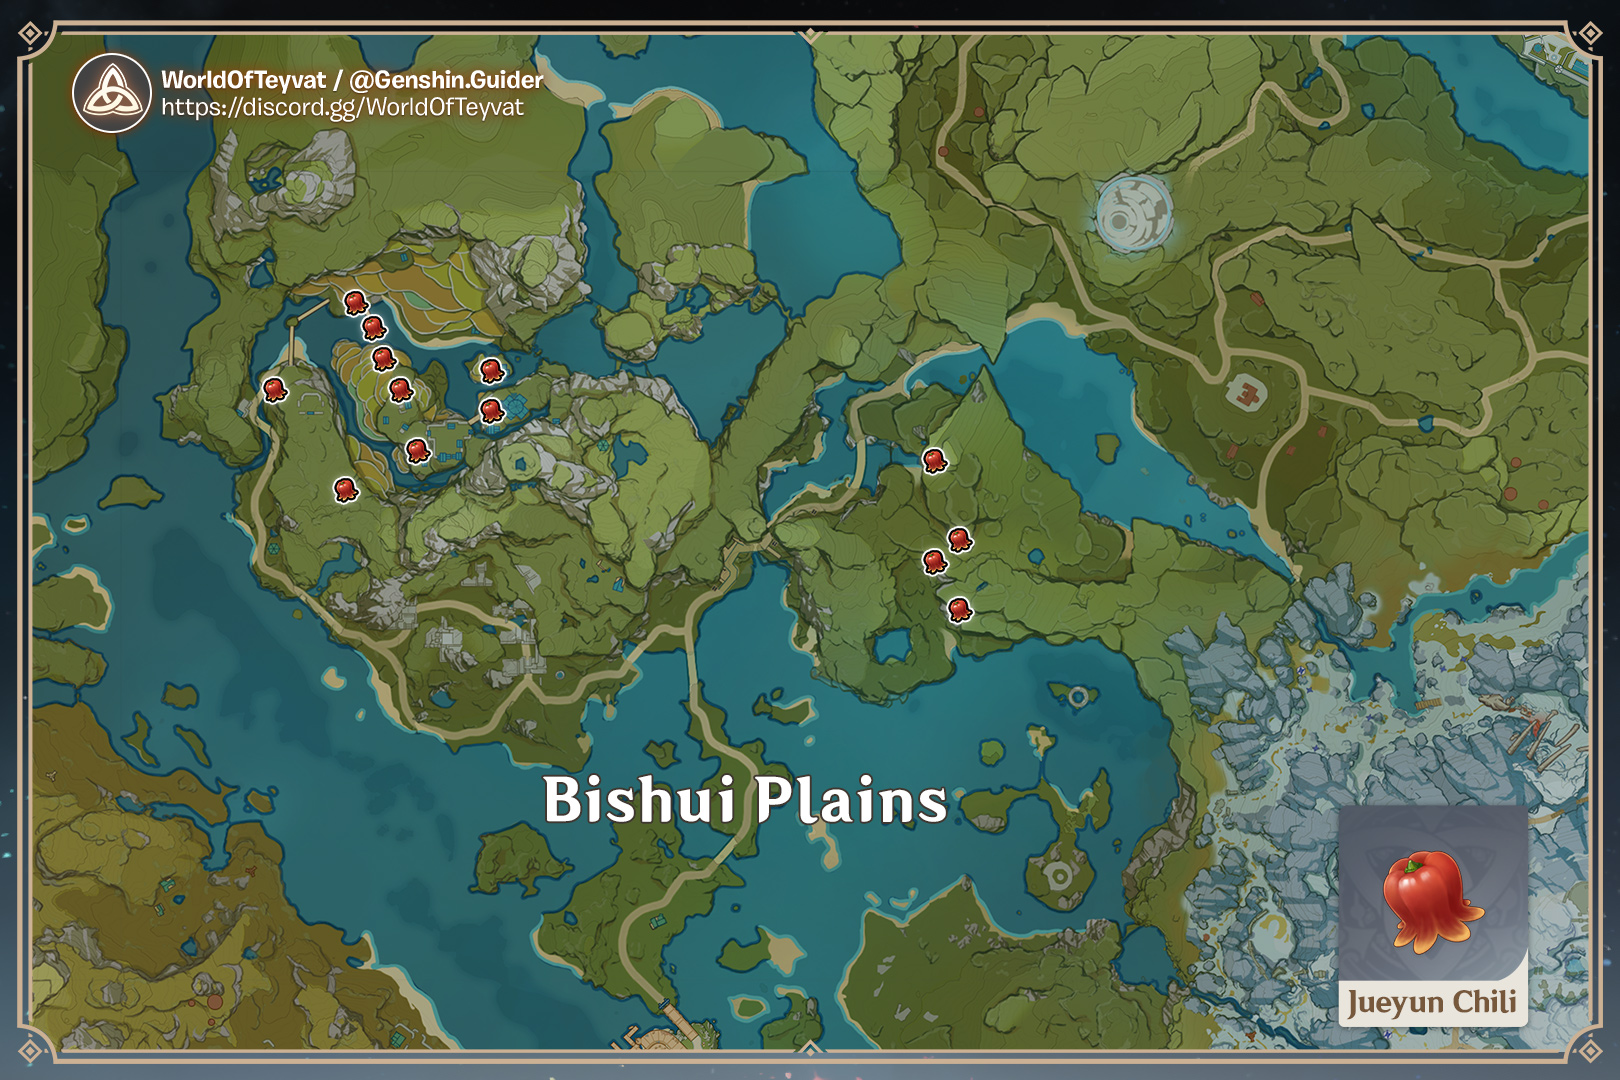 WorldOfTeyvat / @Genshin.Guider
https://discord.gg/WorldOfTeyvat
Bishui Plains
Jueyun Chili